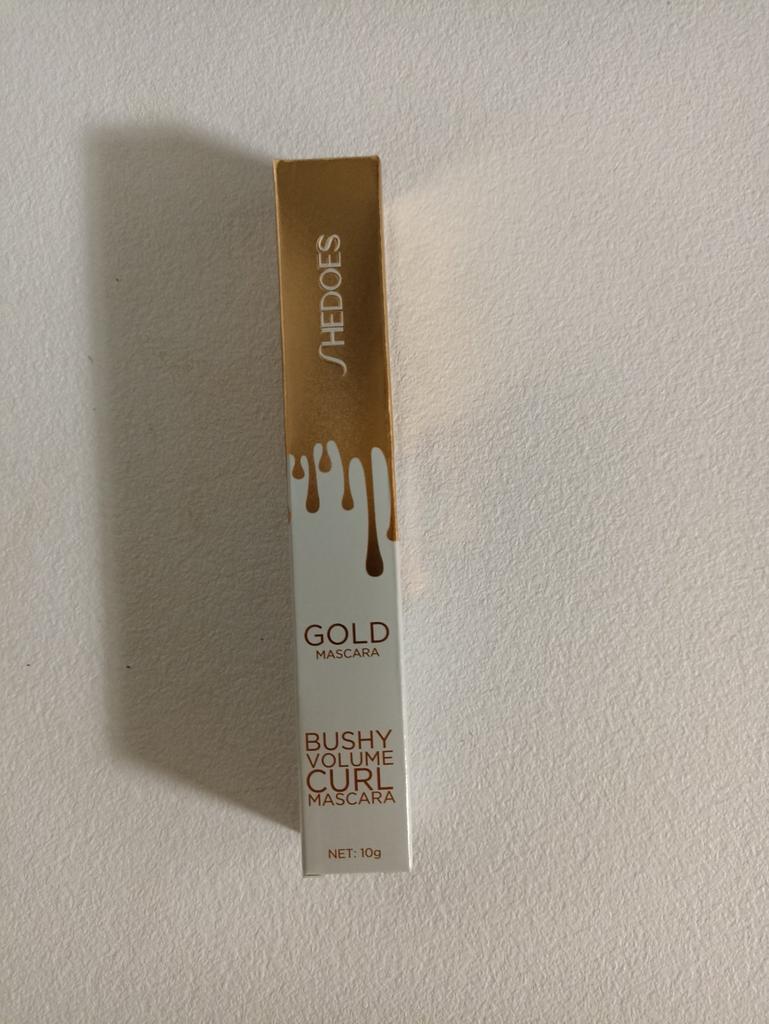 SHEDOES
GOLD
MASCARA
BUSHY
VOLUME
CURL
MASCARA
NET: 10g